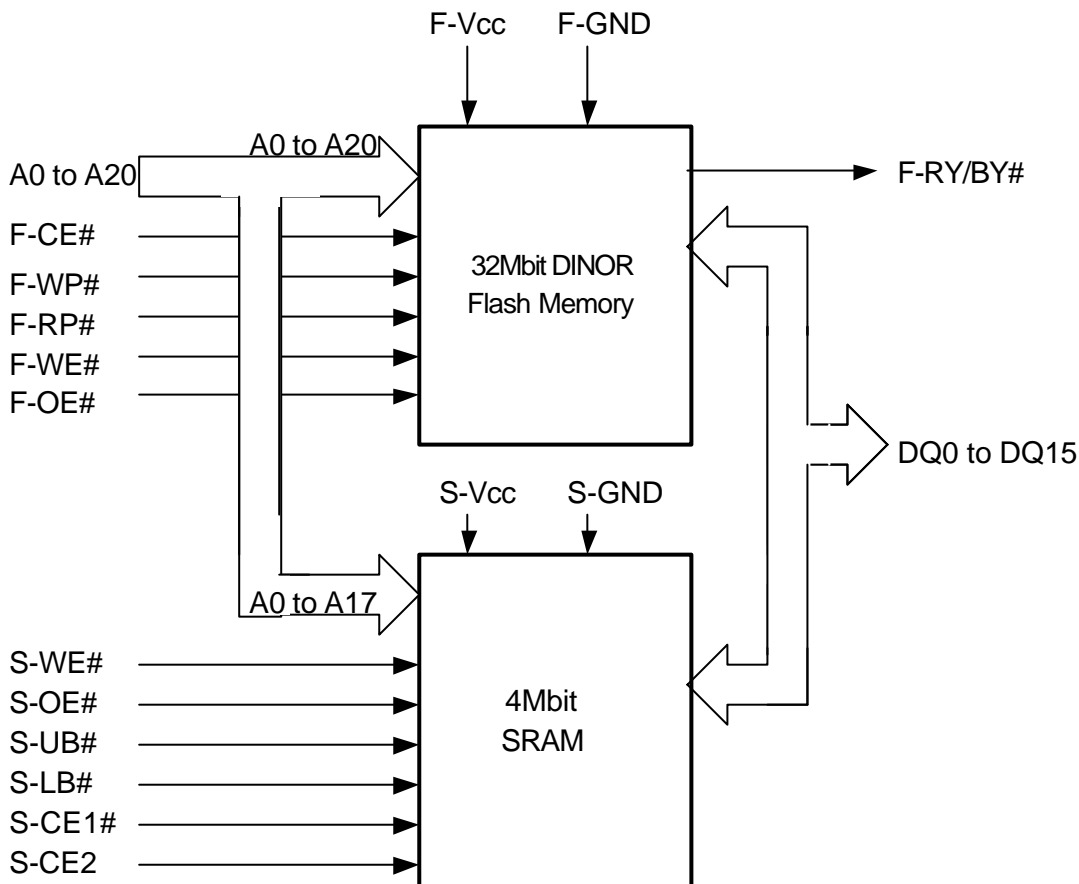 F-Vcc
F-GND
A0 to A20
A0 to A20
F-RY/BY#
F-CE#
F-WP#
F-RP#
F-WE#
F-OE#
32Mbit DINOR
Flash Memory
DQ0 to DQ15
S-Vcc
S-GND
A0 to A17
S-WE#
S-OE#
S-UB#
S-LB#
S-CE1#
S-CE2
4Mbit
SRAM